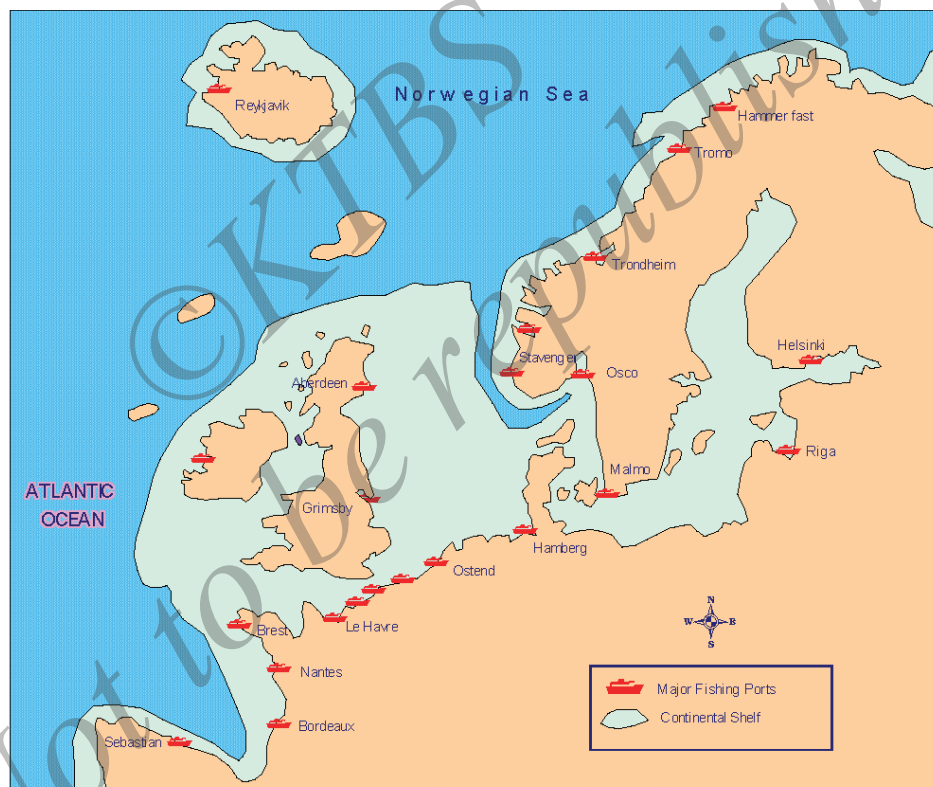 Norwegian Sea
Reykjavik
Hammer fast
Tromo
Trondheim
Stavenger
Osco
Helsinki
Aberdeen
Riga
Malmo
ATLANTIC
OCEAN
Grimsby
Hamberg
Ostend
Brest
Le Havre
Nantes
Bordeaux
Sebastian
N
W E
S
Major Fishing Ports
Continental Shelf
©KTBS
Not to be republish